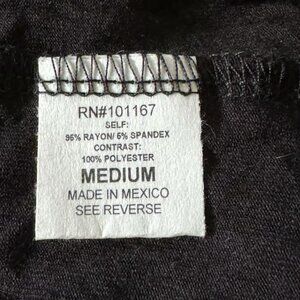 RN#101167
SELF:
95% RAYON/ 5% SPANDEX
CONTRAST:
100% POLYESTER
MEDIUM
MADE IN MEXICO
SEE REVERSE